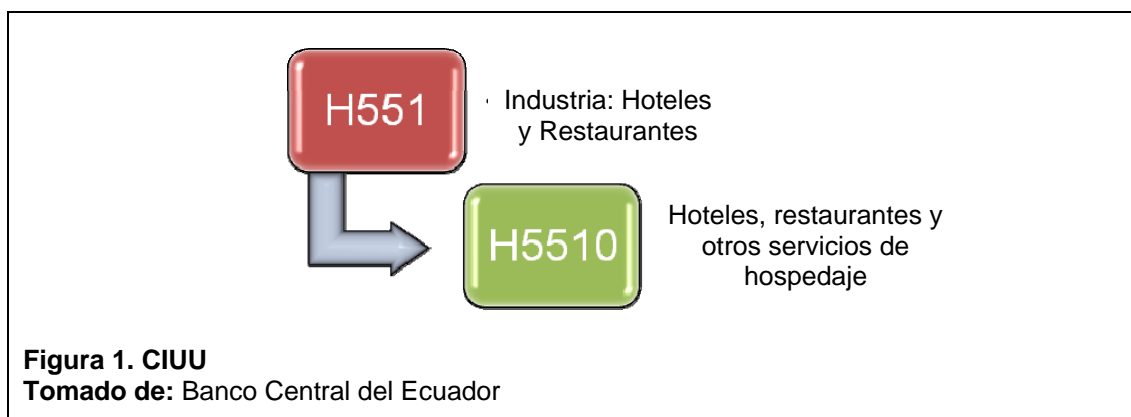 H551
Industria: Hoteles
y Restaurantes
H5510
Hoteles, restaurantes y
otros servicios de
hospedaje
Figura 1. CIUU
Tomado de: Banco Central del Ecuador